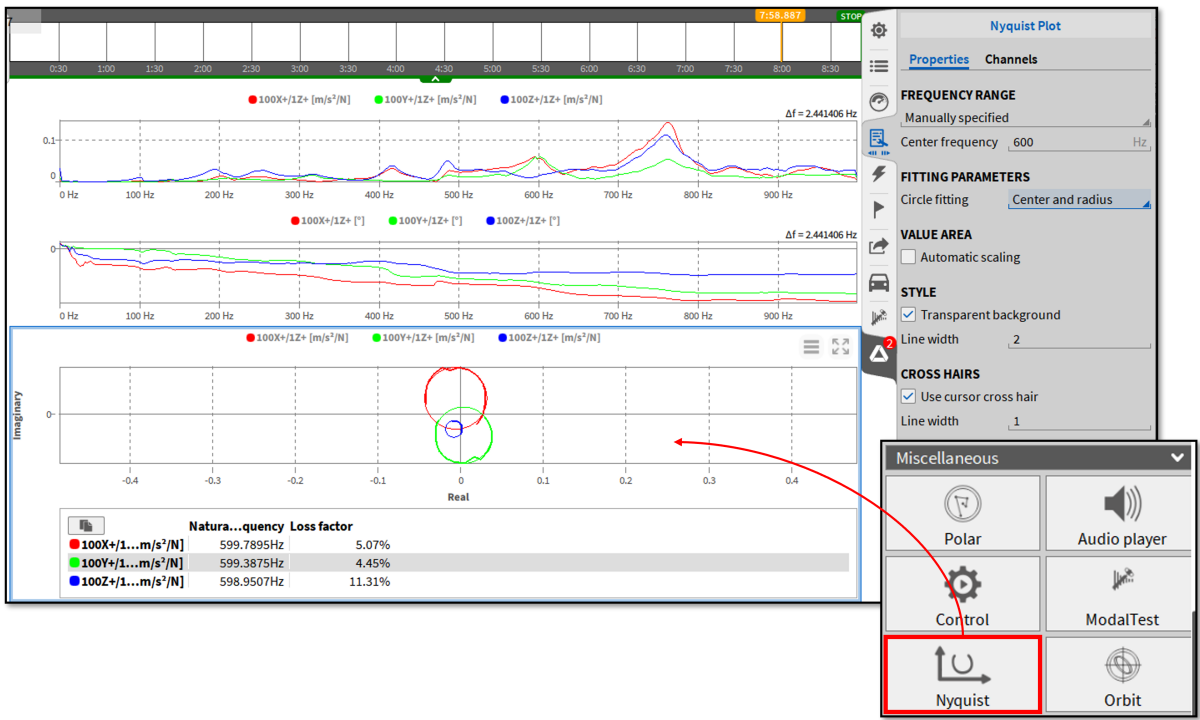 7
7:58.887
STOP
0:30 1:00 1:30 2:00 2:30 3:00 3:30 4:00 4:30 5:00 5:30 6:00 6:30 7:00 7:30 8:00 8:30
100X+/1Z+ [m/s²/N] 100Y+/1Z+ [m/s²/N] 100Z+/1Z+ [m/s²/N]
Δf = 2.441406 Hz
0.1
0
0 Hz 100 Hz 200 Hz 300 Hz 400 Hz 500 Hz 600 Hz 700 Hz 800 Hz 900 Hz
100X+/1Z+ [°] 100Y+/1Z+ [°] 100Z+/1Z+ [°]
Δf = 2.441406 Hz
0
0 Hz 100 Hz 200 Hz 300 Hz 400 Hz 500 Hz 600 Hz 700 Hz 800 Hz 900 Hz
100X+/1Z+ [m/s²/N] 100Y+/1Z+ [m/s²/N] 100Z+/1Z+ [m/s²/N]
Imaginary
0
-0.4 -0.3 -0.2 -0.1 0 0.1 0.2 0.3 0.4
Real
Natura...quency Loss factor
100X+/1...m/s²/N] 599.7895Hz 5.07%
100Y+/1...m/s²/N] 599.3875Hz 4.45%
100Z+/1...m/s²/N] 598.9507Hz 11.31%
2
Nyquist Plot
Properties Channels
FREQUENCY RANGE
Manually specified
Center frequency 600 Hz
FITTING PARAMETERS
Circle fitting Center and radius
VALUE AREA
Automatic scaling
STYLE
Transparent background
Line width 2
CROSS HAIRS
Use cursor cross hair
Line width 1
Miscellaneous
Polar Audio player
Control ModalTest
Nyquist Orbit